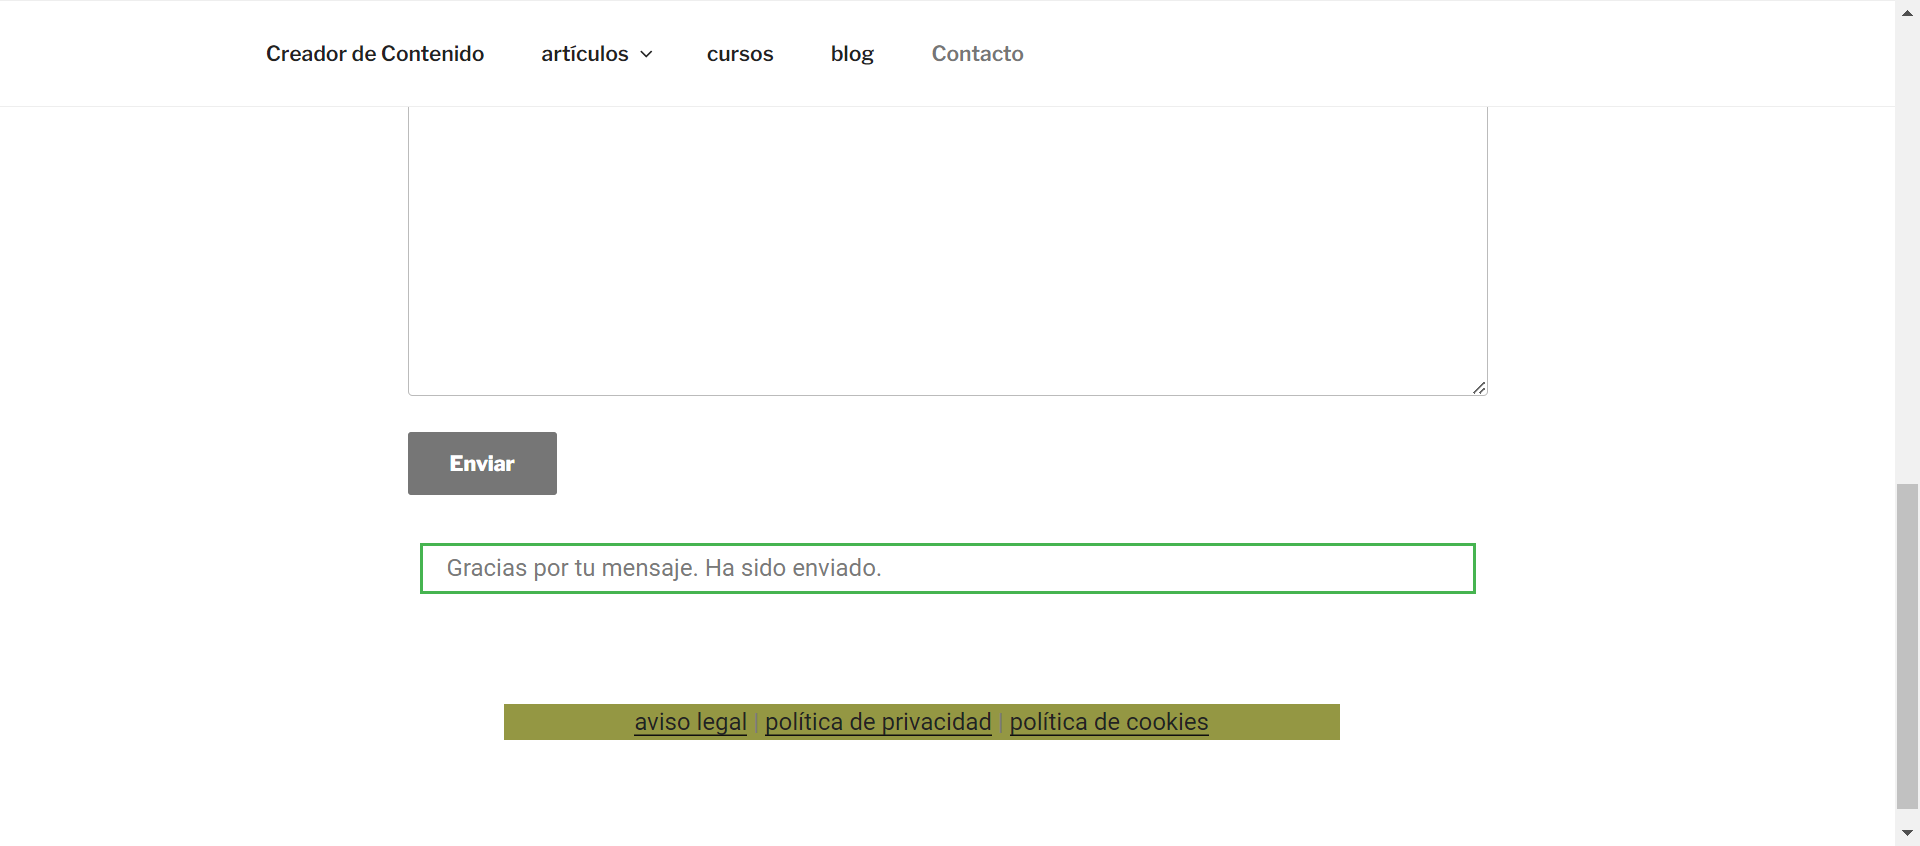 Creador de Contenido artículos cursos blog Contacto
Enviar
Gracias por tu mensaje. Ha sido enviado.
aviso legal | política de privacidad | política de cookies